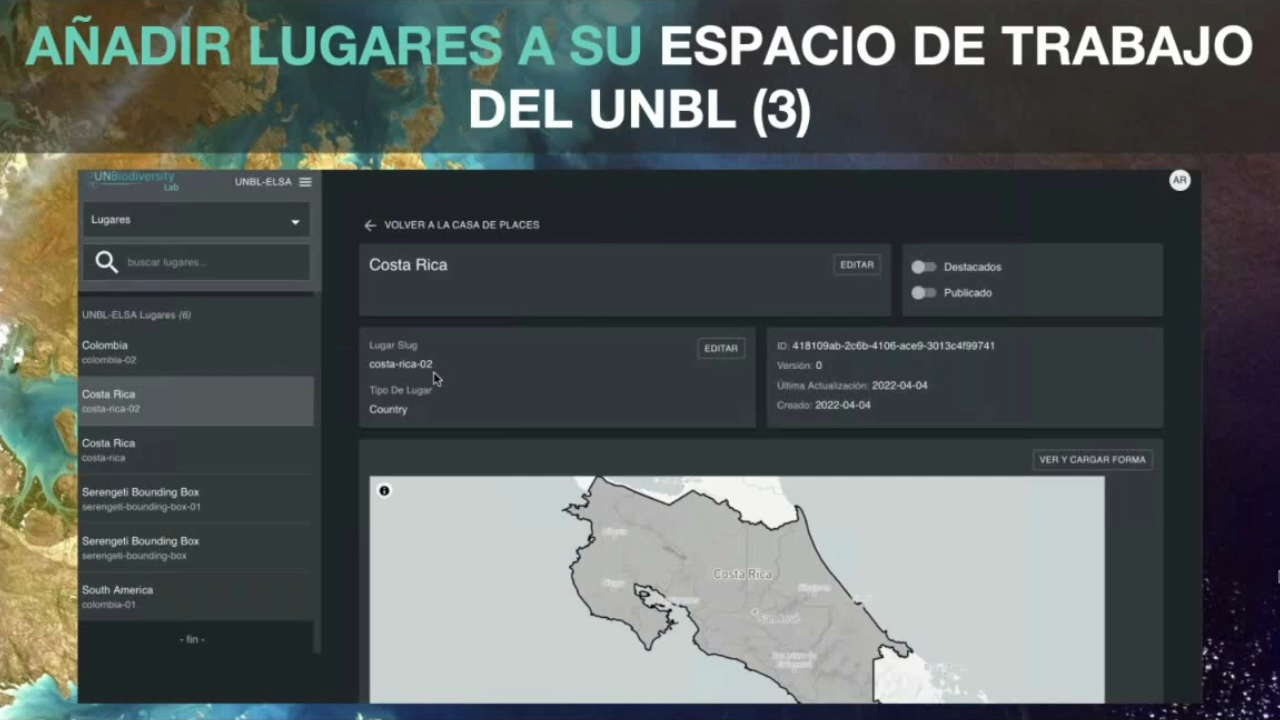 AÑADIR LUGARES A SU ESPACIO DE TRABAJO
DEL UNBL (3)
UNBiodiversity
Lab
UNBL-ELSA
AR
Lugares
buscar lugares...
UNBL-ELSA Lugares (6)
Colombia
colombia-02
Costa Rica
costa-rica-02
Costa Rica
costa-rica
Serengeti Bounding Box
serengeti-bounding-box-01
Serengeti Bounding Box
serengeti-bounding-box
South America
colombia-01
- fin -
VOLVER A LA CASA DE PLACES
Costa Rica
EDITAR
Destacados
Publicado
Lugar Slug
EDITAR
costa-rica-02
Tipo De Lugar
Country
ID: 418109ab-2c6b-4106-ace9-3013c4f99741
Versión: 0
Última Actualización: 2022-04-04
Creado: 2022-04-04
VER Y CARGAR FORMA
Costa Rica
San José